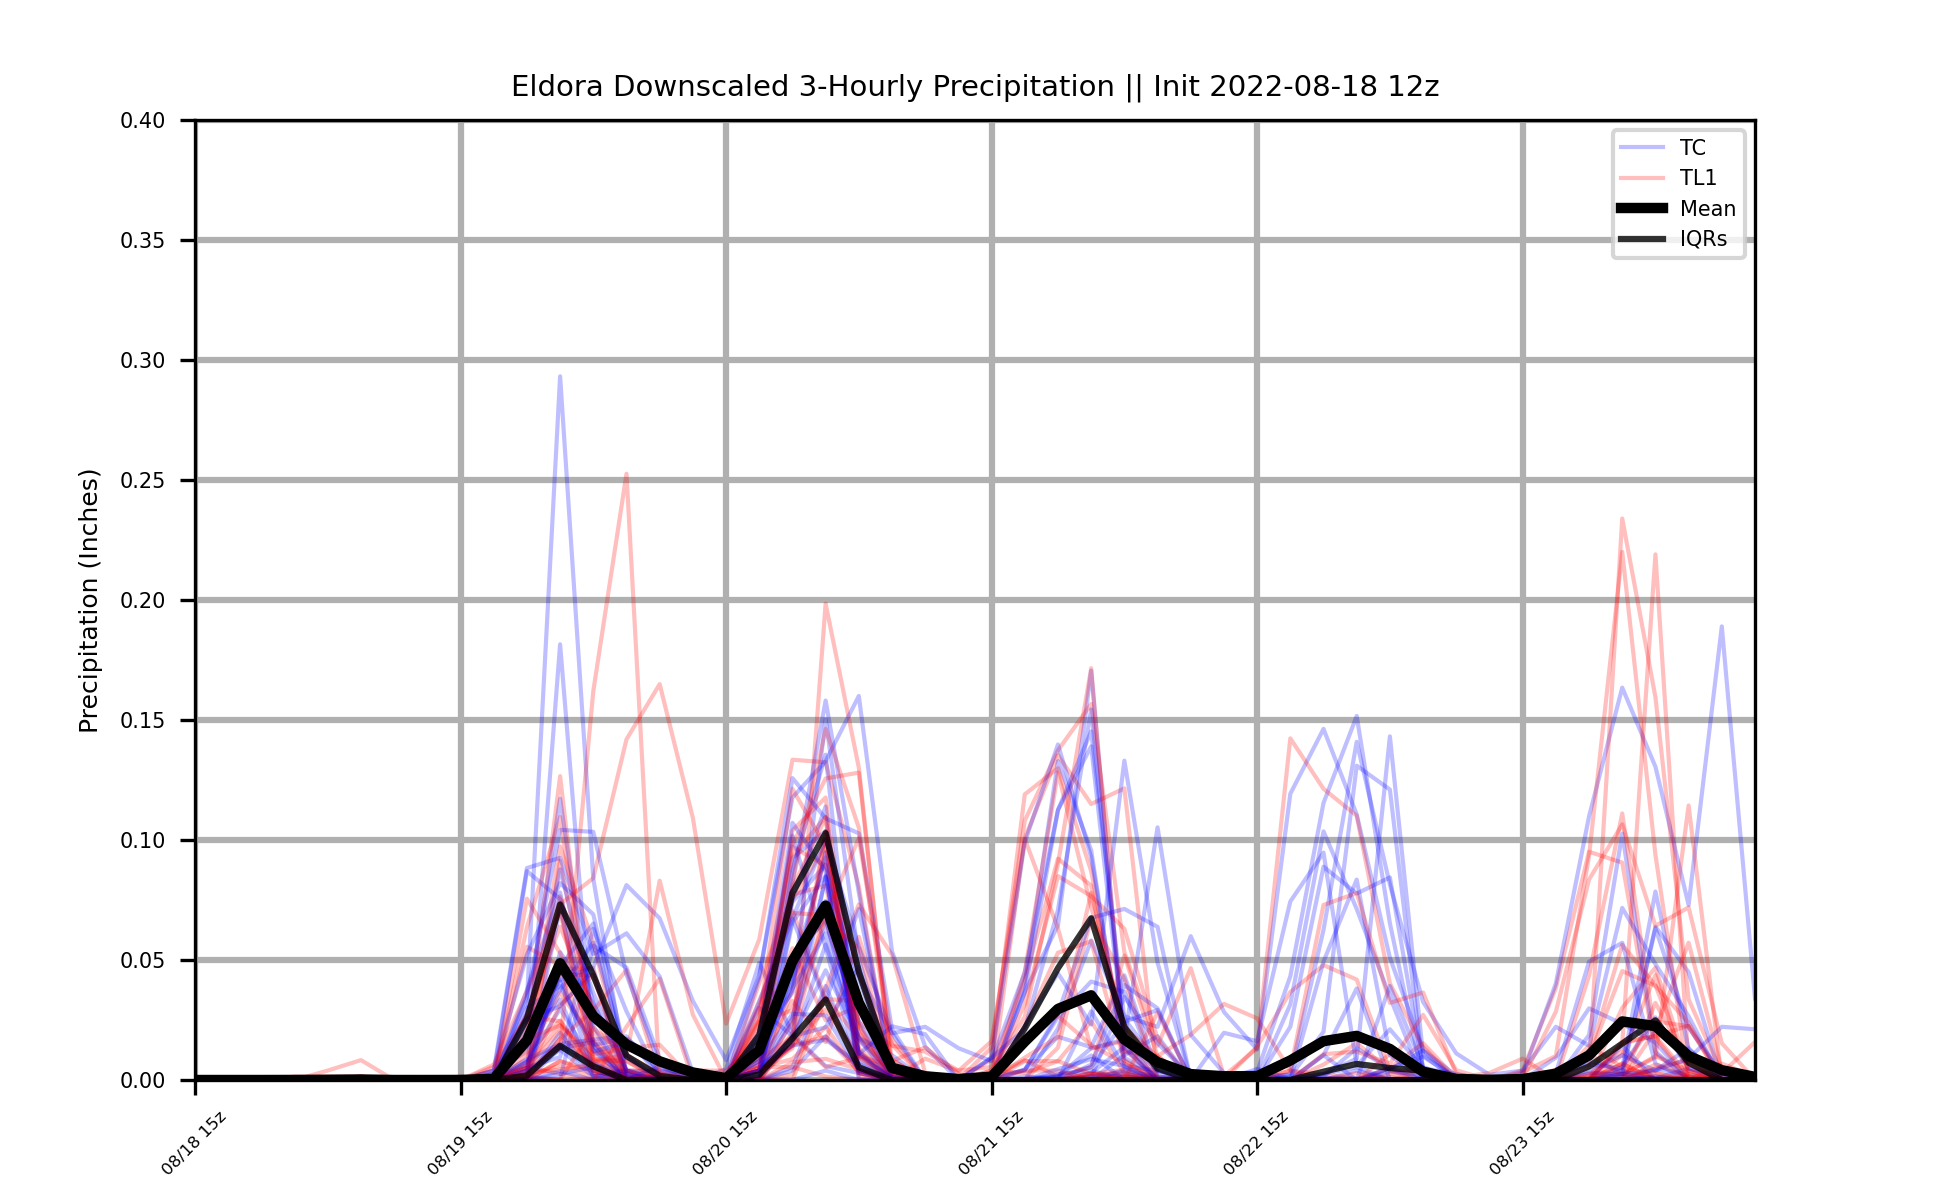 Eldora Downscaled 3-Hourly Precipitation || Init 2022-08-18 12z
TC
TL1
Mean
IQRs
Precipitation (Inches)
0.40
0.35
0.30
0.25
0.20
0.15
0.10
0.05
0.00
08/18 15z
08/19 15z
08/20 15z
08/21 15z
08/22 15z
08/23 15z